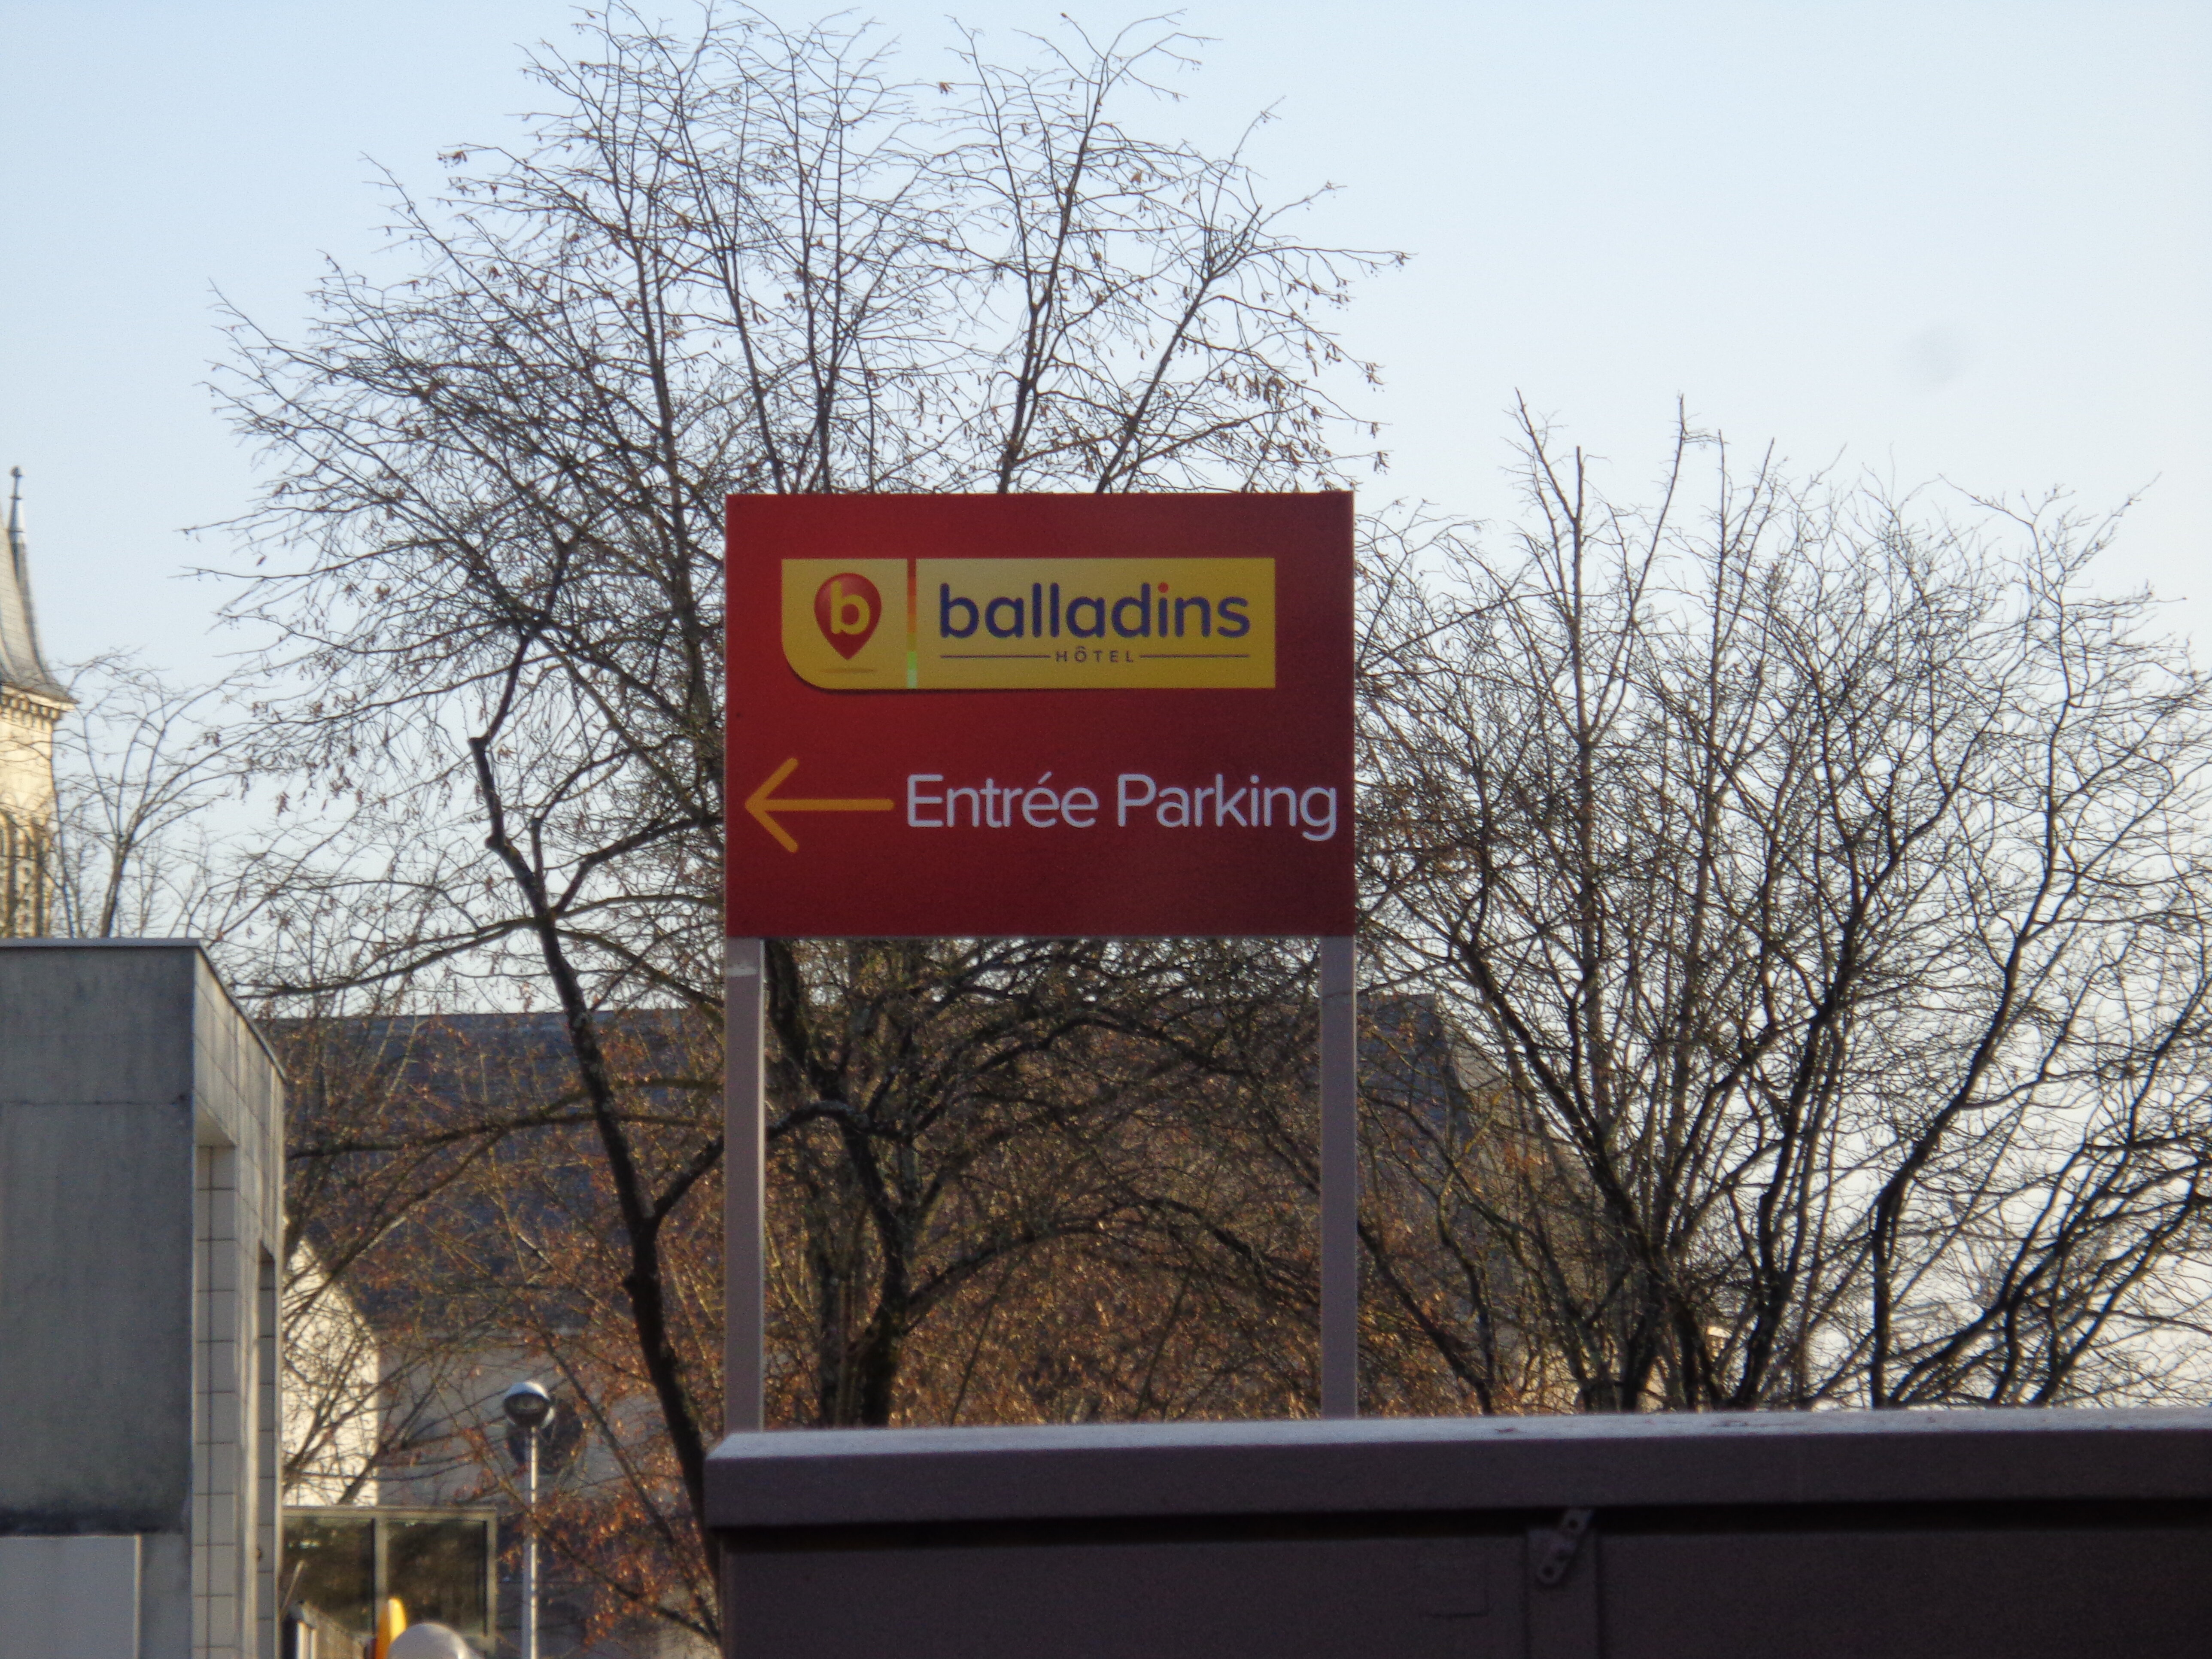 b
balladins
HÔTEL
Entrée Parking